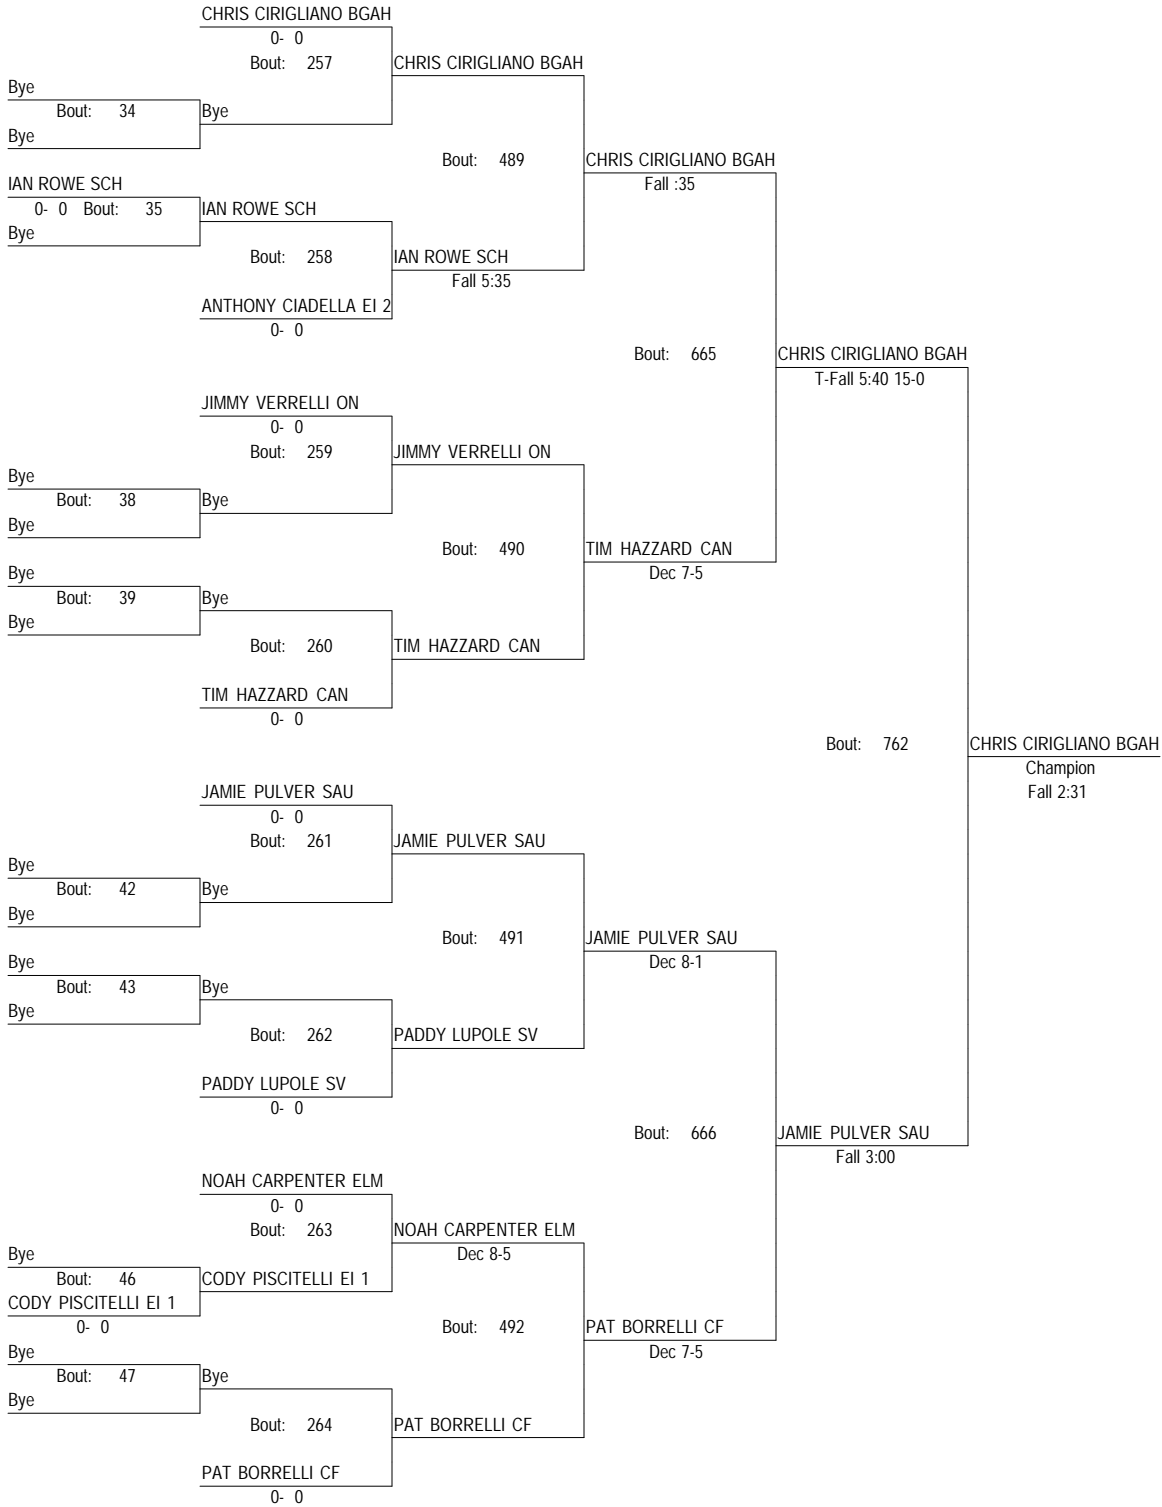 CHRIS CIRIGLIANO BGAH
0- 0
Bout: 257
CHRIS CIRIGLIANO BGAH
Bye
Bout: 34
Bye
Bye
Bout: 489
CHRIS CIRIGLIANO BGAH
Fall :35
IAN ROWE SCH
0- 0 Bout: 35
IAN ROWE SCH
Bye
Bout: 258
IAN ROWE SCH
Fall 5:35
ANTHONY CIADELLA EI 2
0- 0
Bout: 665
CHRIS CIRIGLIANO BGAH
T-Fall 5:40 15-0
JIMMY VERRELLI ON
0- 0
Bout: 259
JIMMY VERRELLI ON
Bye
Bout: 38
Bye
Bye
Bout: 490
TIM HAZZARD CAN
Dec 7-5
Bye
Bout: 39
Bye
Bye
Bout: 260
TIM HAZZARD CAN
TIM HAZZARD CAN
0- 0
Bout: 762
CHRIS CIRIGLIANO BGAH
Champion
Fall 2:31
JAMIE PULVER SAU
0- 0
Bout: 261
JAMIE PULVER SAU
Bye
Bout: 42
Bye
Bye
Bout: 491
JAMIE PULVER SAU
Dec 8-1
Bye
Bout: 43
Bye
Bye
Bout: 262
PADDY LUPOLE SV
PADDY LUPOLE SV
0- 0
Bout: 666
JAMIE PULVER SAU
Fall 3:00
NOAH CARPENTER ELM
0- 0
Bout: 263
NOAH CARPENTER ELM
Dec 8-5
Bye
Bout: 46
CODY PISCITELLI EI 1
CODY PISCITELLI EI 1
0- 0
Bout: 492
PAT BORRELLI CF
Dec 7-5
Bye
Bout: 47
Bye
Bye
Bout: 264
PAT BORRELLI CF
PAT BORRELLI CF
0- 0